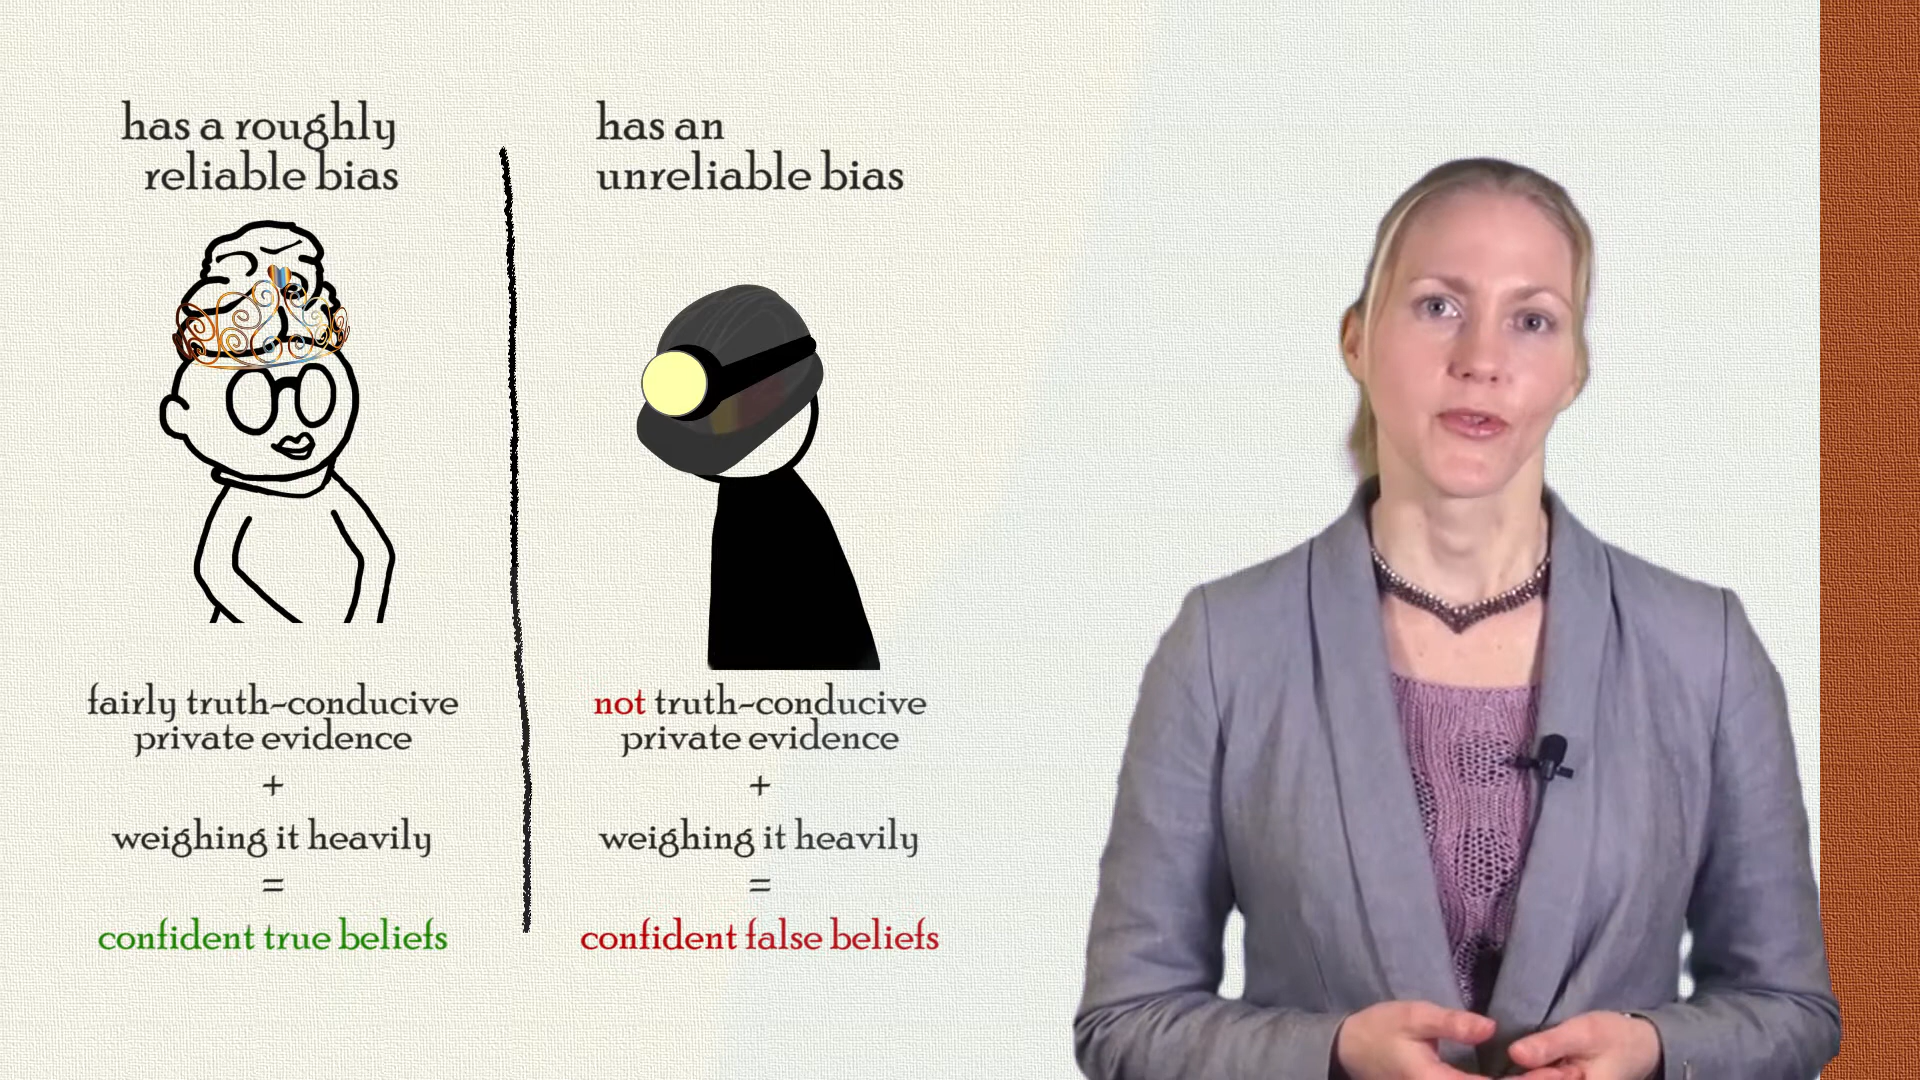 has a roughly
reliable bias
fairly truth-conducive
private evidence
+
weighing it heavily
=
confident true beliefs
has an
unreliable bias
not truth-conducive
private evidence
+
weighing it heavily
=
confident false beliefs